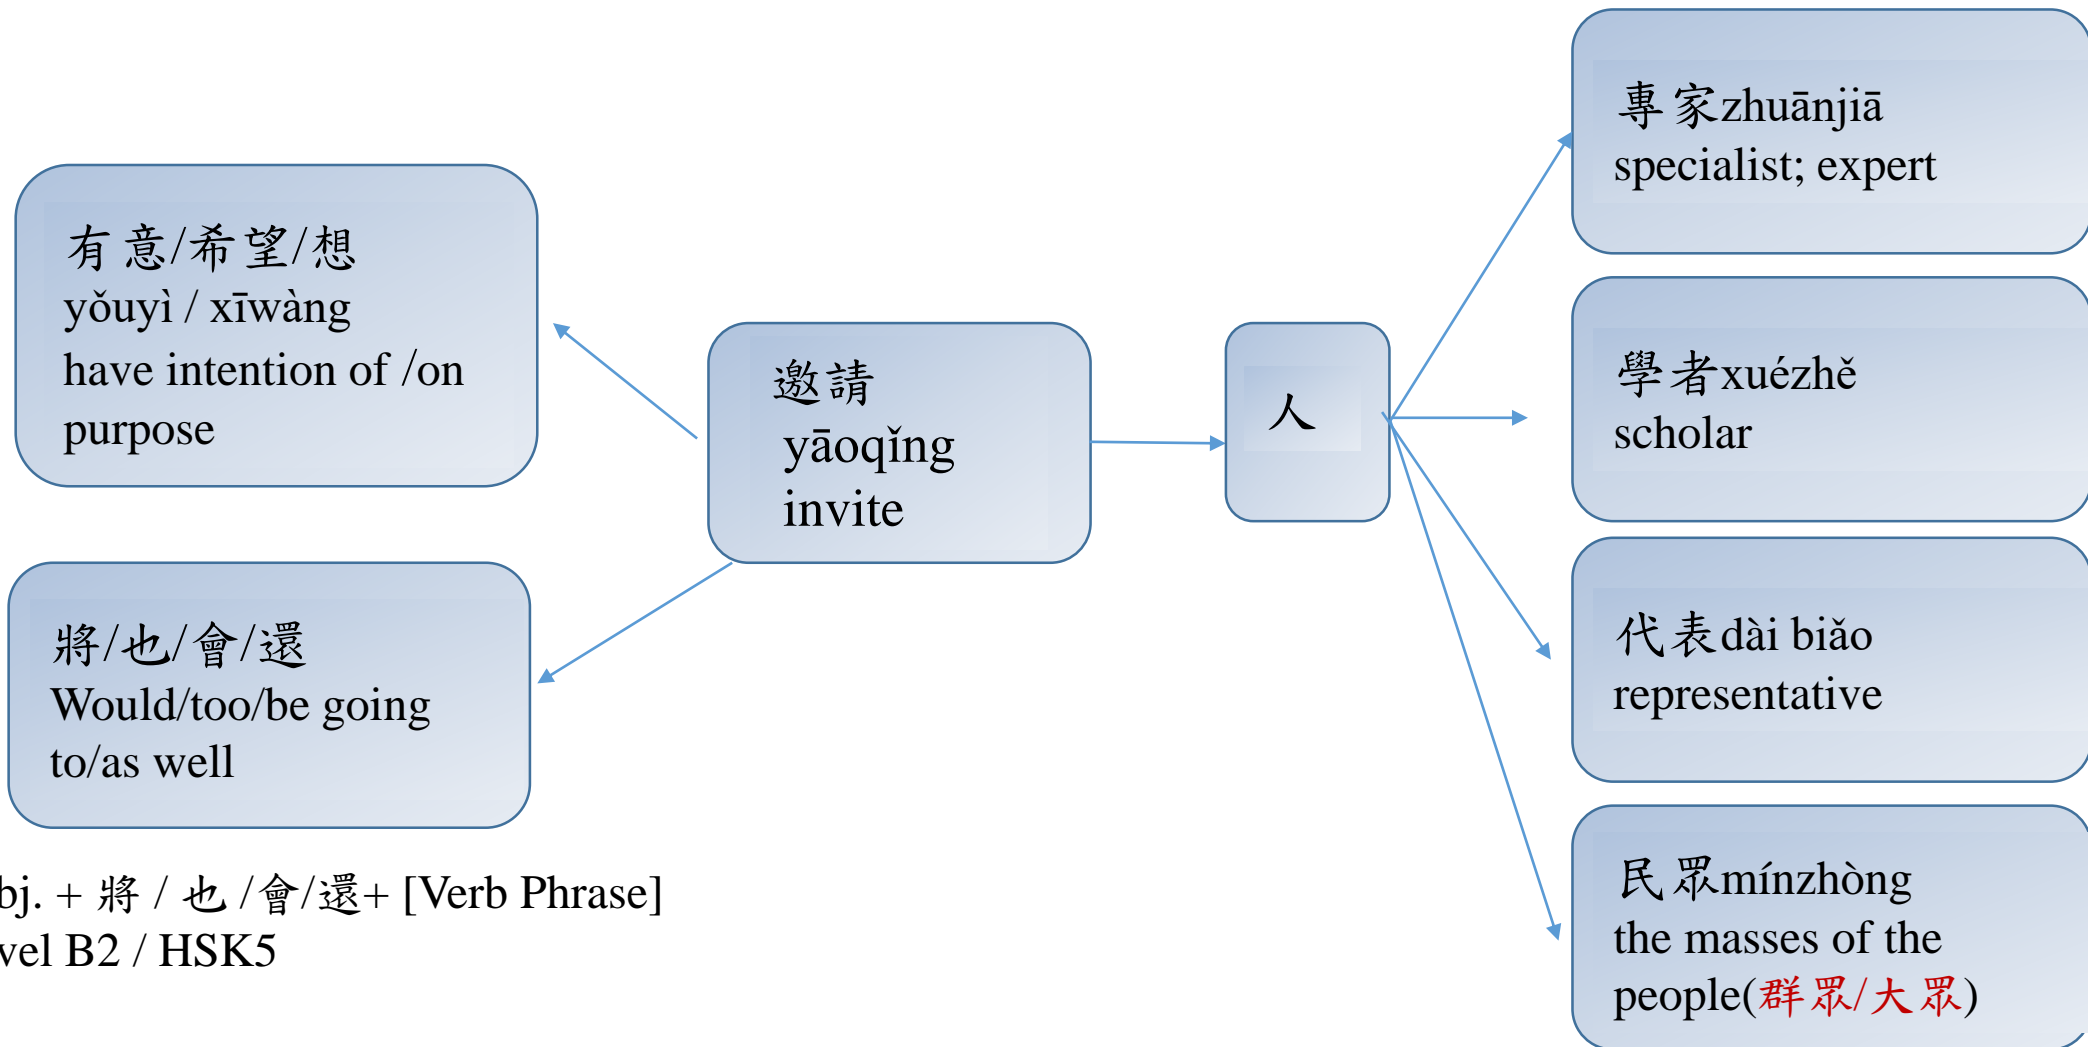 有意/希望/想
yǒuyì / xīwàng
have intention of /on
purpose
將/也/會/還
Would/too/be going
to/as well
bj. + 將 / 也 /會/還+ [Verb Phrase]
vel B2 / HSK5
邀請
yāoqǐng
invite
人
專家zhuānjiā
specialist; expert
學者xuézhě
scholar
代表dài biǎo
representative
民眾mínzhòng
the masses of the
people(群眾/大眾)